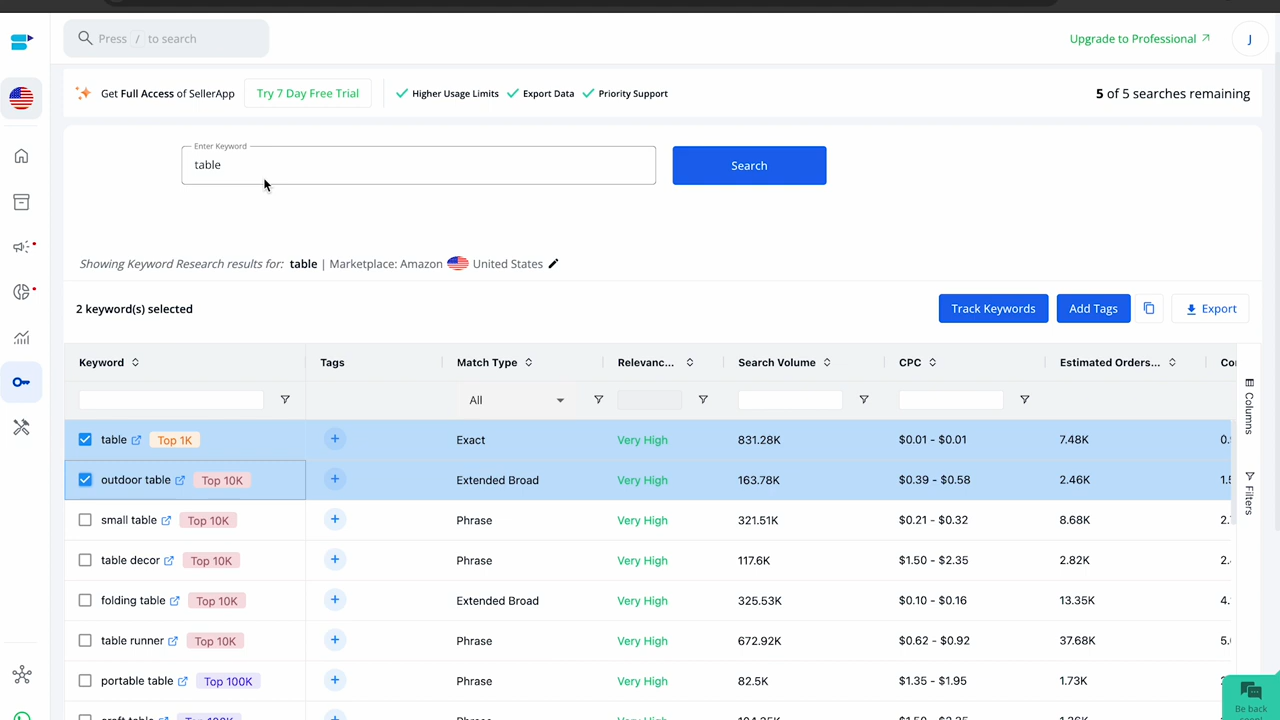 Press / to search
Upgrade to Professional
J
Get Full Access of SellerApp
Try 7 Day Free Trial
Higher Usage Limits
Export Data
Priority Support
5 of 5 searches remaining
Enter Keyword
table
Search
Showing Keyword Research results for: table | Marketplace: Amazon United States
2 keyword(s) selected
Track Keywords
Add Tags
Export
Keyword Tags Match Type Relevanc... Search Volume CPC Estimated Orders...
All
Columns
Filters
table Top 1K + Exact Very High 831.28K $0.01 - $0.01 7.48K
outdoor table Top 10K + Extended Broad Very High 163.78K $0.39 - $0.58 2.46K
small table Top 10K + Phrase Very High 321.51K $0.21 - $0.32 8.68K
table decor Top 10K + Phrase Very High 117.6K $1.50 - $2.35 2.82K
folding table Top 10K + Extended Broad Very High 325.53K $0.10 - $0.16 13.35K
table runner Top 10K + Phrase Very High 672.92K $0.62 - $0.92 37.68K
portable table Top 100K + Phrase Very High 82.5K $1.35 - $1.95 1.73K
Be back